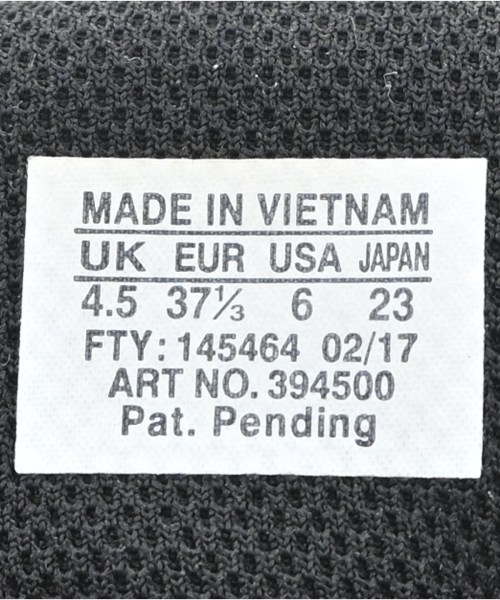 MADE IN VIETNAM
UK EUR USA JAPAN
4.5 37⅓ 6 23
FTY: 145464 02/17
ART NO. 394500
Pat. Pending